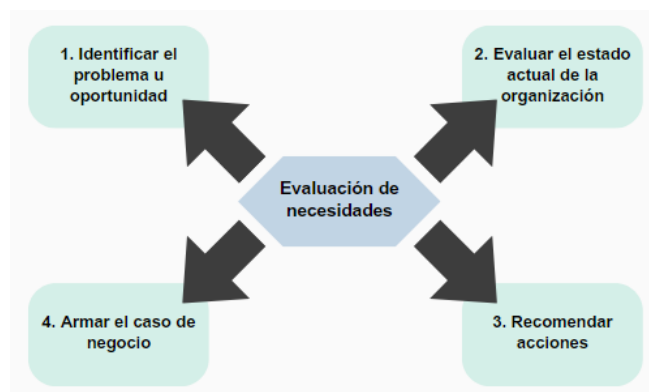 1. Identificar el
problema u
oportunidad
2. Evaluar el estado
actual de la
organización
Evaluación de
necesidades
4. Armar el caso de
negocio
3. Recomendar
acciones